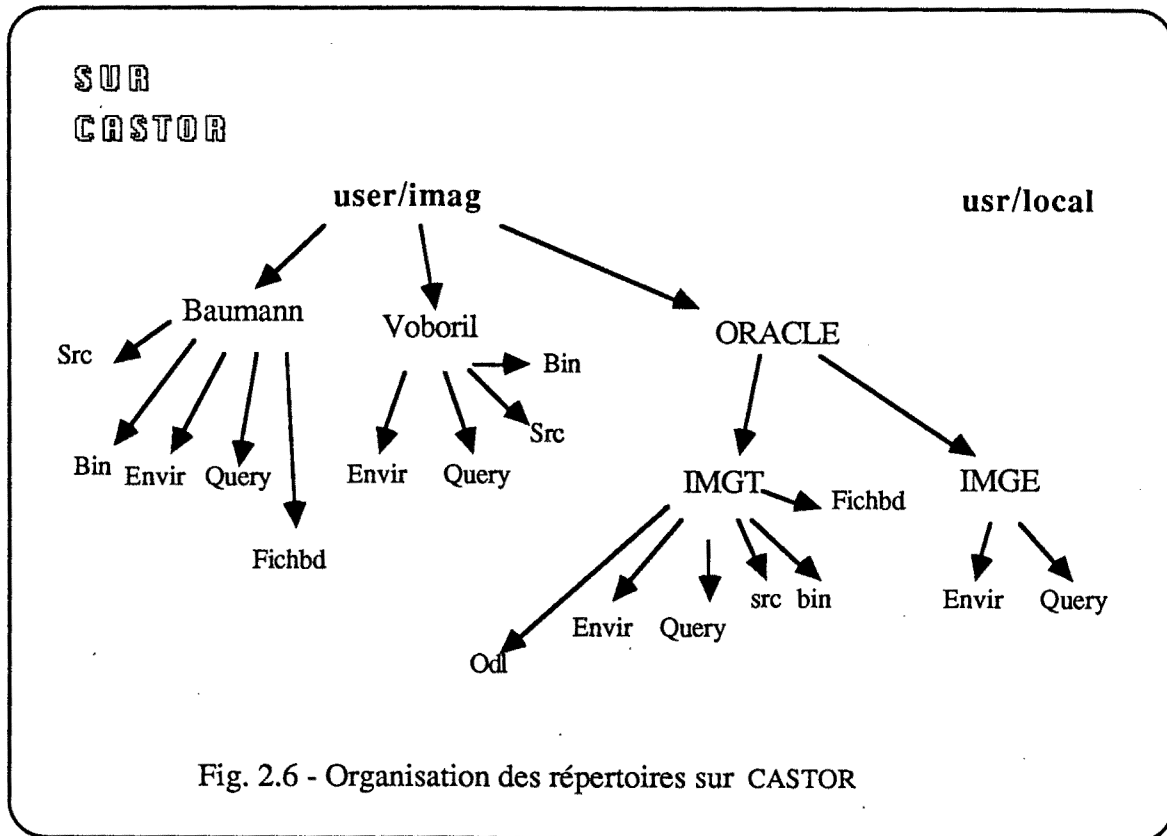 SUR
CASTOR
user/imag
usr/local
Baumann
Voboril
ORACLE
Src
Bin
Src
Bin
Envir
Query
Envir
Query
IMGT
Fichbd
IMGE
Fichbd
src
bin
Envir
Query
Envir
Query
Odl
Fig. 2.6 - Organisation des répertoires sur CASTOR